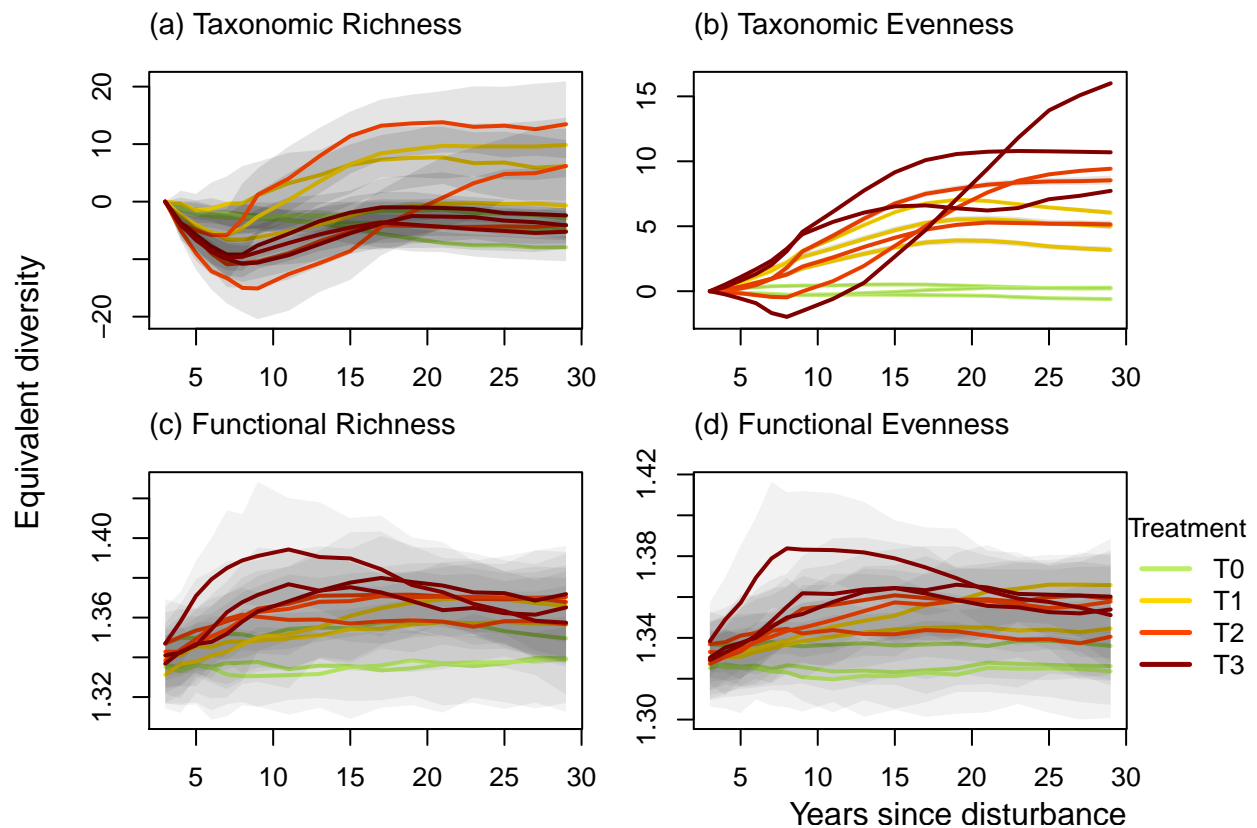 (a) Taxonomic Richness
(b) Taxonomic Evenness
20
10
0
−10
−20
15
10
5
0
5 10 15 20 25 30
5 10 15 20 25 30
Equivalent diversity
(c) Functional Richness
(d) Functional Evenness
1.40
1.36
1.32
1.42
1.38
1.34
1.30
Treatment
T0
T1
T2
T3
5 10 15 20 25 30
5 10 15 20 25 30
Years since disturbance